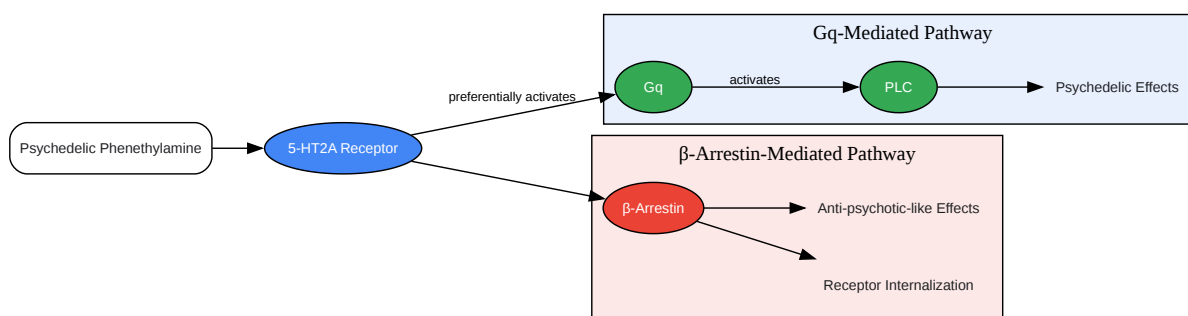 Gq-Mediated Pathway
preferentially activates
Gq
activates
PLC
Psychedelic Effects
Psychedelic Phenethylamine
5-HT2A Receptor
β-Arrestin-Mediated Pathway
β-Arrestin
Anti-psychotic-like Effects
Receptor Internalization